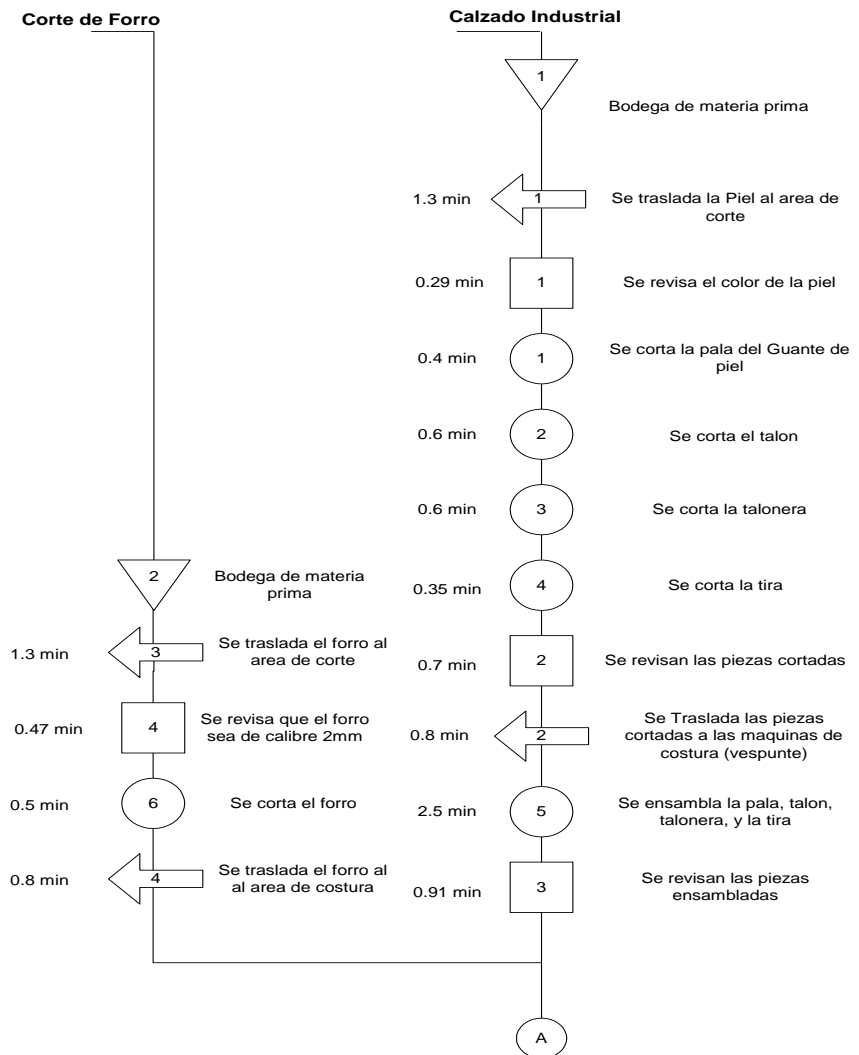 Corte de Forro
Calzado Industrial
1
Bodega de materia prima
1.3 min
1
Se traslada la Piel al area de
corte
0.29 min
1
Se revisa el color de la piel
0.4 min
1
Se corta la pala del Guante de
piel
0.6 min
2
Se corta el talon
0.6 min
3
Se corta la talonera
0.35 min
4
Se corta la tira
0.7 min
2
Se revisan las piezas cortadas
0.8 min
2
Se Traslada las piezas
cortadas a las maquinas de
costura (vespunte)
2.5 min
5
Se ensambla la pala, talon,
talonera, y la tira
0.91 min
3
Se revisan las piezas
ensambladas
2
Bodega de materia
prima
1.3 min
3
Se traslada el forro al
area de corte
0.47 min
4
Se revisa que el forro
sea de calibre 2mm
0.5 min
6
Se corta el forro
0.8 min
4
Se traslada el forro al
al area de costura
A